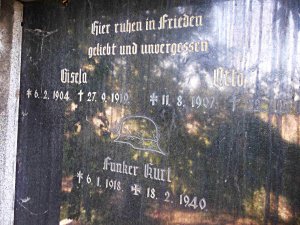 Hier ruhen in Frieden
geliebt und unvergessen
Gisela Otto
* 6. 2. 1904 † 27. 9. 1910 * 11. 8. 1907
Funker Kurt
* 6. 1. 1918 ✠ 18. 2. 1940